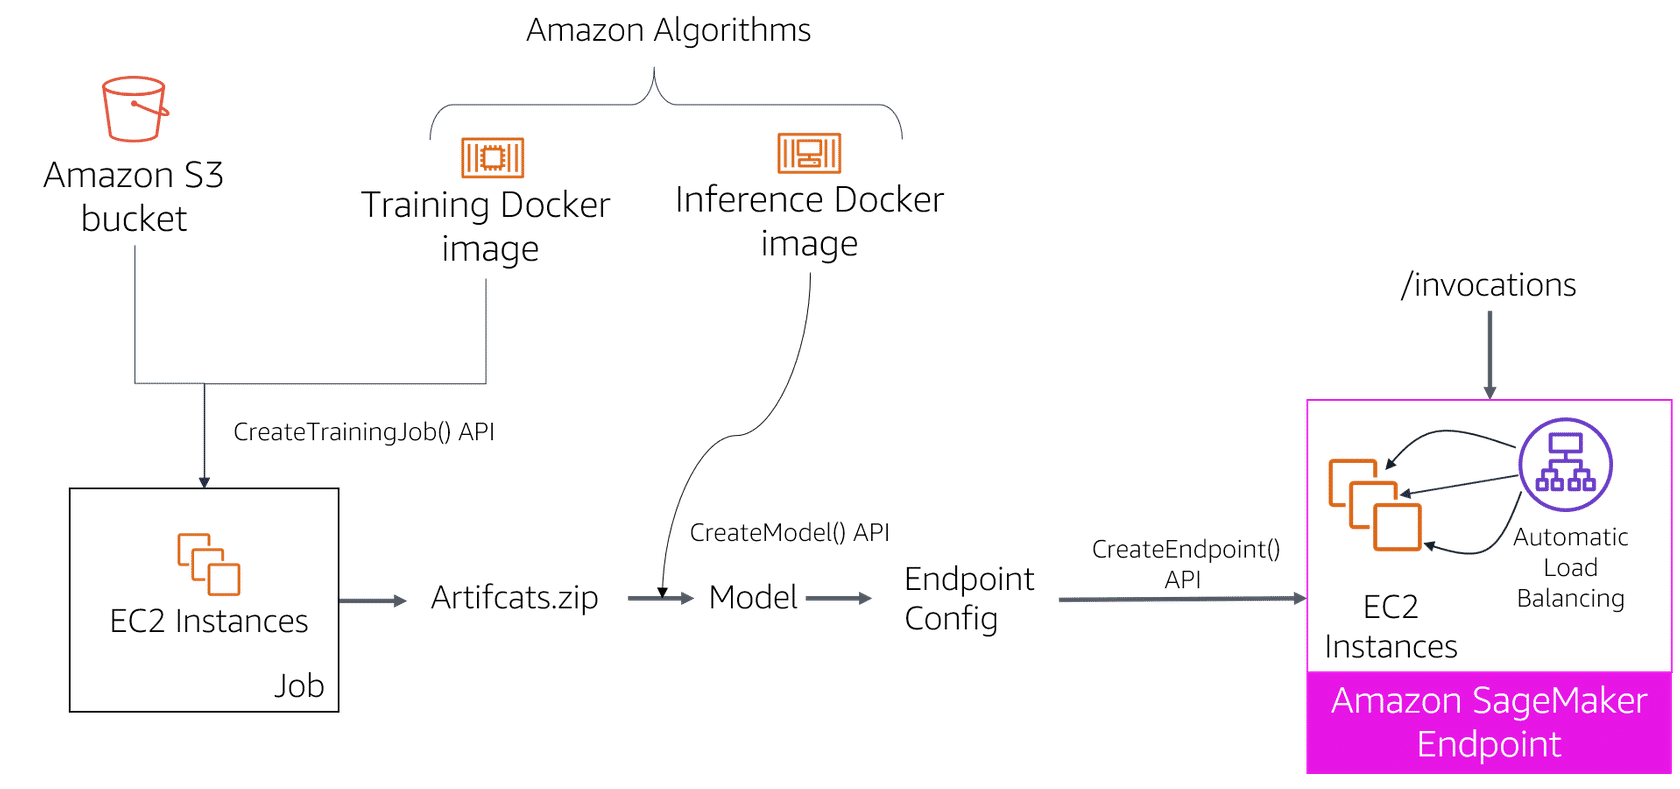 Amazon Algorithms
Amazon S3
bucket
Training Docker
image
Inference Docker
image
/invocations
CreateTrainingJob() API
EC2 Instances
Job
Artifcats.zip
CreateModel() API
Model
Endpoint
Config
CreateEndpoint()
API
EC2
Instances
Automatic
Load
Balancing
Amazon SageMaker
Endpoint